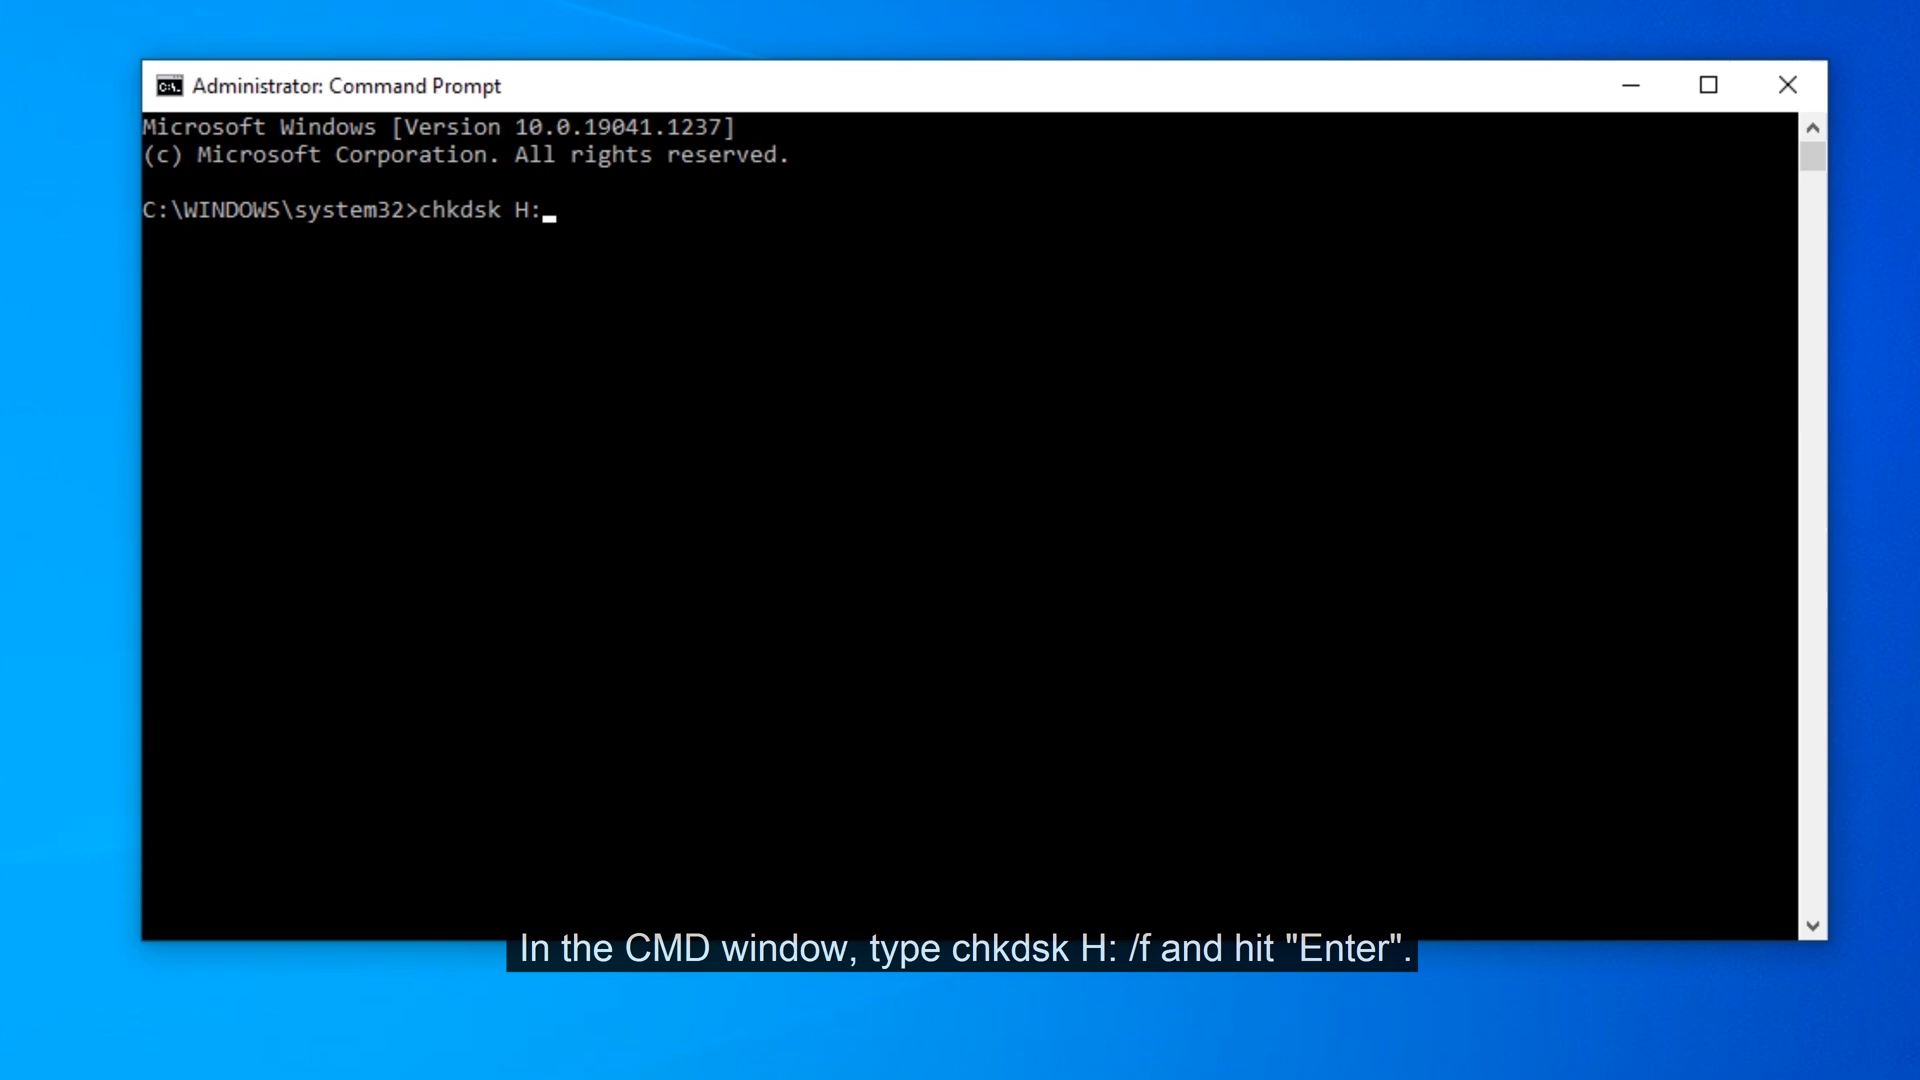 Administrator: Command Prompt
Microsoft Windows [Version 10.0.19041.1237]
(c) Microsoft Corporation. All rights reserved.
C:\WINDOWS\system32>chkdsk H:
In the CMD window, type chkdsk H: /f and hit "Enter".